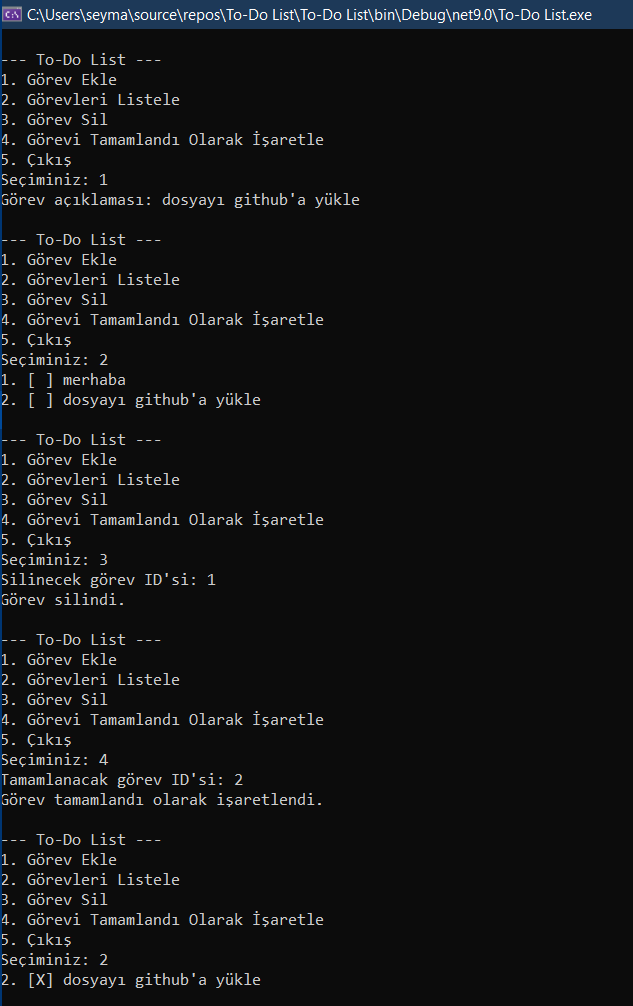 C:\Users\seyma\source\repos\To-Do List\To-Do List\bin\Debug\net9.0\To-Do List.exe
--- To-Do List ---
1. Görev Ekle
2. Görevleri Listele
3. Görev Sil
4. Görevi Tamamlandı Olarak İşaretle
5. Çıkış
Seçiminiz: 1
Görev açıklaması: dosyayı github'a yükle
--- To-Do List ---
1. Görev Ekle
2. Görevleri Listele
3. Görev Sil
4. Görevi Tamamlandı Olarak İşaretle
5. Çıkış
Seçiminiz: 2
1. [ ] merhaba
2. [ ] dosyayı github'a yükle
--- To-Do List ---
1. Görev Ekle
2. Görevleri Listele
3. Görev Sil
4. Görevi Tamamlandı Olarak İşaretle
5. Çıkış
Seçiminiz: 3
Silinecek görev ID'si: 1
Görev silindi.
--- To-Do List ---
1. Görev Ekle
2. Görevleri Listele
3. Görev Sil
4. Görevi Tamamlandı Olarak İşaretle
5. Çıkış
Seçiminiz: 4
Tamamlanacak görev ID'si: 2
Görev tamamlandı olarak işaretlendi.
--- To-Do List ---
1. Görev Ekle
2. Görevleri Listele
3. Görev Sil
4. Görevi Tamamlandı Olarak İşaretle
5. Çıkış
Seçiminiz: 2
2. [X] dosyayı github'a yükle